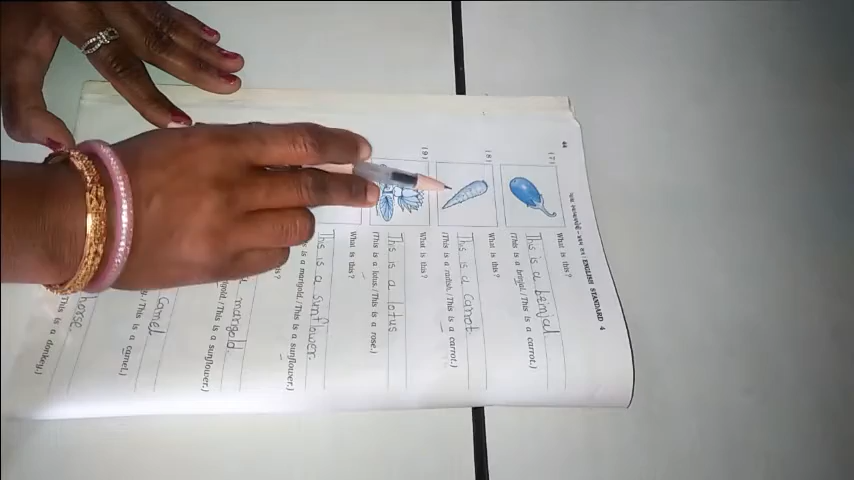 ENGLISH STANDARD 4
(7)
What is this?
This is a brinjal
(This is a brinjal./This is a carrot.)
(8)
What is this?
This is a carrot
(This is a radish./This is a carrot.)
(9)
What is this?
This is a lotus
(This is a lotus./This is a rose.)
What is this?
This is a sunflower.
is a marigold./This is a sunflower.)
marigold.
This is a sunflower.)
camel
is a camel.)
horse.
This is a donkey.)